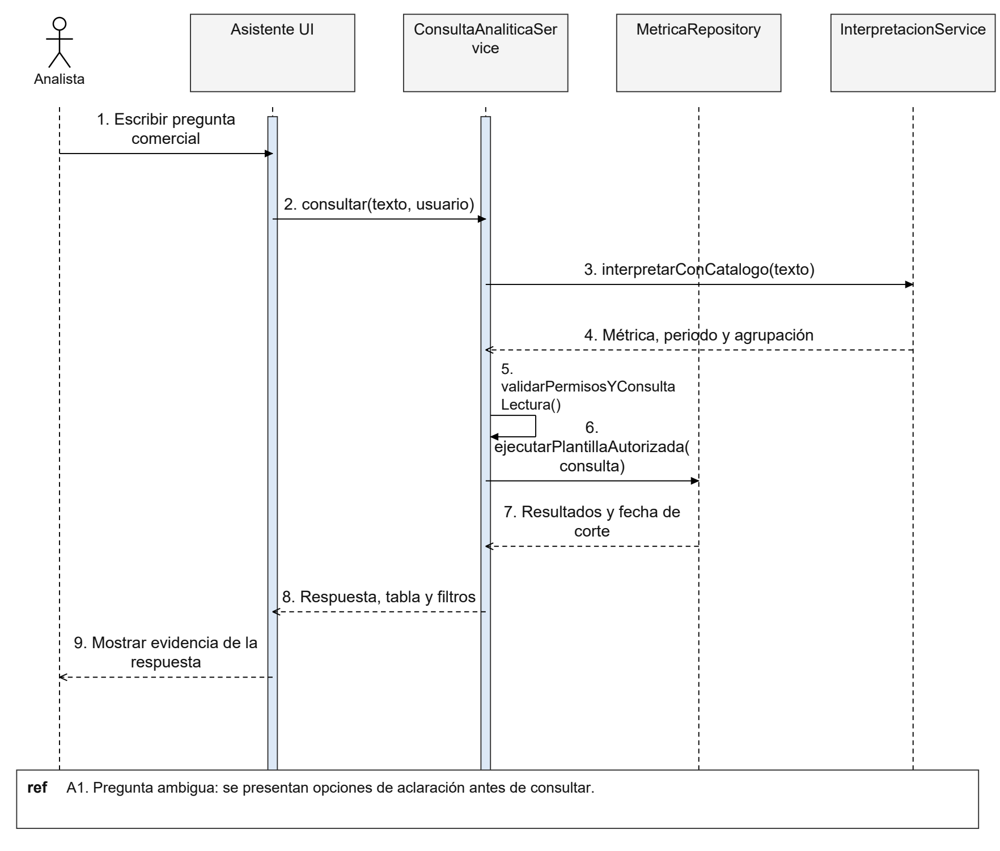 Analista
Asistente UI
ConsultaAnaliticaSer
vice
MetricaRepository
InterpretacionService
1. Escribir pregunta
comercial
2. consultar(texto, usuario)
3. interpretarConCatalogo(texto)
4. Métrica, periodo y agrupación
5.
validarPermisosYConsulta
Lectura()
6.
ejecutarPlantillaAutorizada(
consulta)
7. Resultados y fecha de
corte
8. Respuesta, tabla y filtros
9. Mostrar evidencia de la
respuesta
ref A1. Pregunta ambigua: se presentan opciones de aclaración antes de consultar.